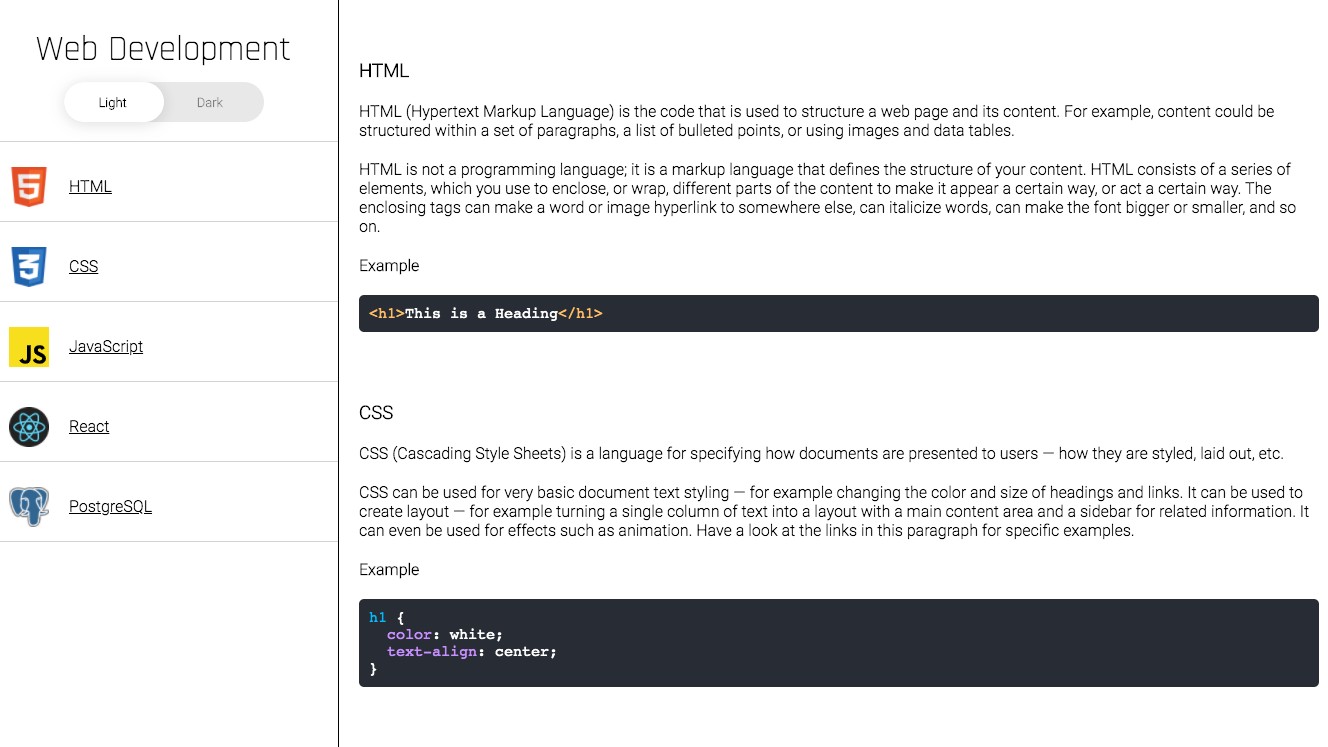 Web Development
Light Dark
HTML
CSS
JavaScript
React
PostgreSQL
HTML
HTML (Hypertext Markup Language) is the code that is used to structure a web page and its content. For example, content could be
structured within a set of paragraphs, a list of bulleted points, or using images and data tables.
HTML is not a programming language; it is a markup language that defines the structure of your content. HTML consists of a series of
elements, which you use to enclose, or wrap, different parts of the content to make it appear a certain way, or act a certain way. The
enclosing tags can make a word or image hyperlink to somewhere else, can italicize words, can make the font bigger or smaller, and so
on.
Example
<h1>This is a Heading</h1>
CSS
CSS (Cascading Style Sheets) is a language for specifying how documents are presented to users — how they are styled, laid out, etc.
CSS can be used for very basic document text styling — for example changing the color and size of headings and links. It can be used to
create layout — for example turning a single column of text into a layout with a main content area and a sidebar for related information. It
can even be used for effects such as animation. Have a look at the links in this paragraph for specific examples.
Example
h1 {
  color: white;
  text-align: center;
}
5
3
JS